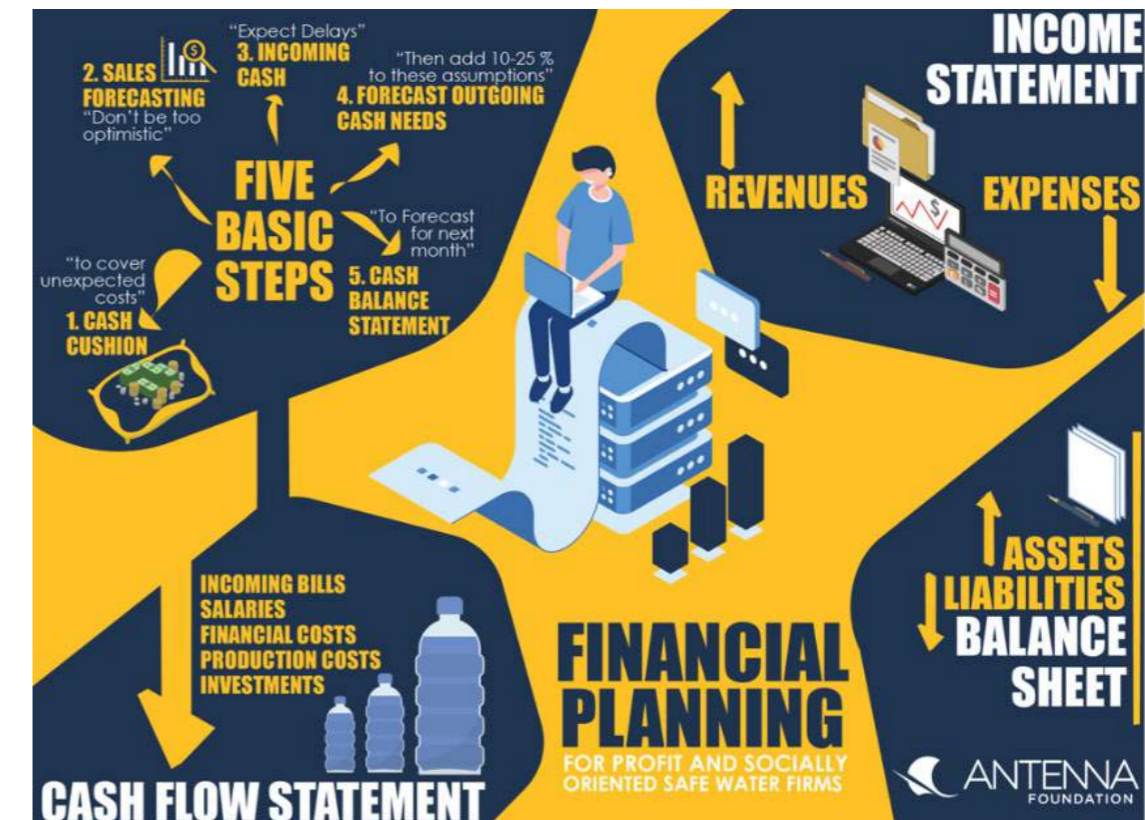 "Expect Delays"
3. INCOMING
CASH
2. SALES
FORECASTING
"Don't be too
optimistic"
"Then add 10-25 %
to these assumptions"
4. FORECAST OUTGOING
CASH NEEDS
FIVE
BASIC
STEPS
"To Forecast
for next
month"
5. CASH
BALANCE
STATEMENT
"to cover
unexpected
costs"
1. CASH
CUSHION
INCOME
STATEMENT
REVENUES
EXPENSES
$
ASSETS
LIABILITIES
BALANCE
SHEET
INCOMING BILLS
SALARIES
FINANCIAL COSTS
PRODUCTION COSTS
INVESTMENTS
CASH FLOW STATEMENT
FINANCIAL
PLANNING
FOR PROFIT AND SOCIALLY
ORIENTED SAFE WATER FIRMS
ANTENNA
FOUNDATION